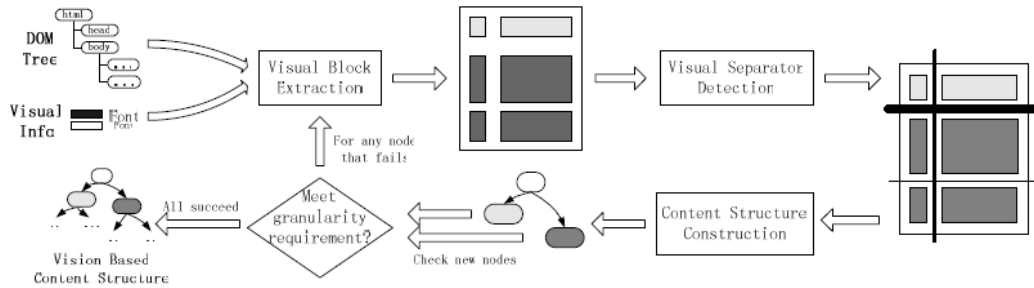 html
head
body
...
...
DOM
Tree
Visual
Info
Font
Font
Visual Block
Extraction
Visual Separator
Detection
For any node
that fails
Meet
granularity
requirement?
All succeed
Check new nodes
Content Structure
Construction
Vision Based
Content Structure